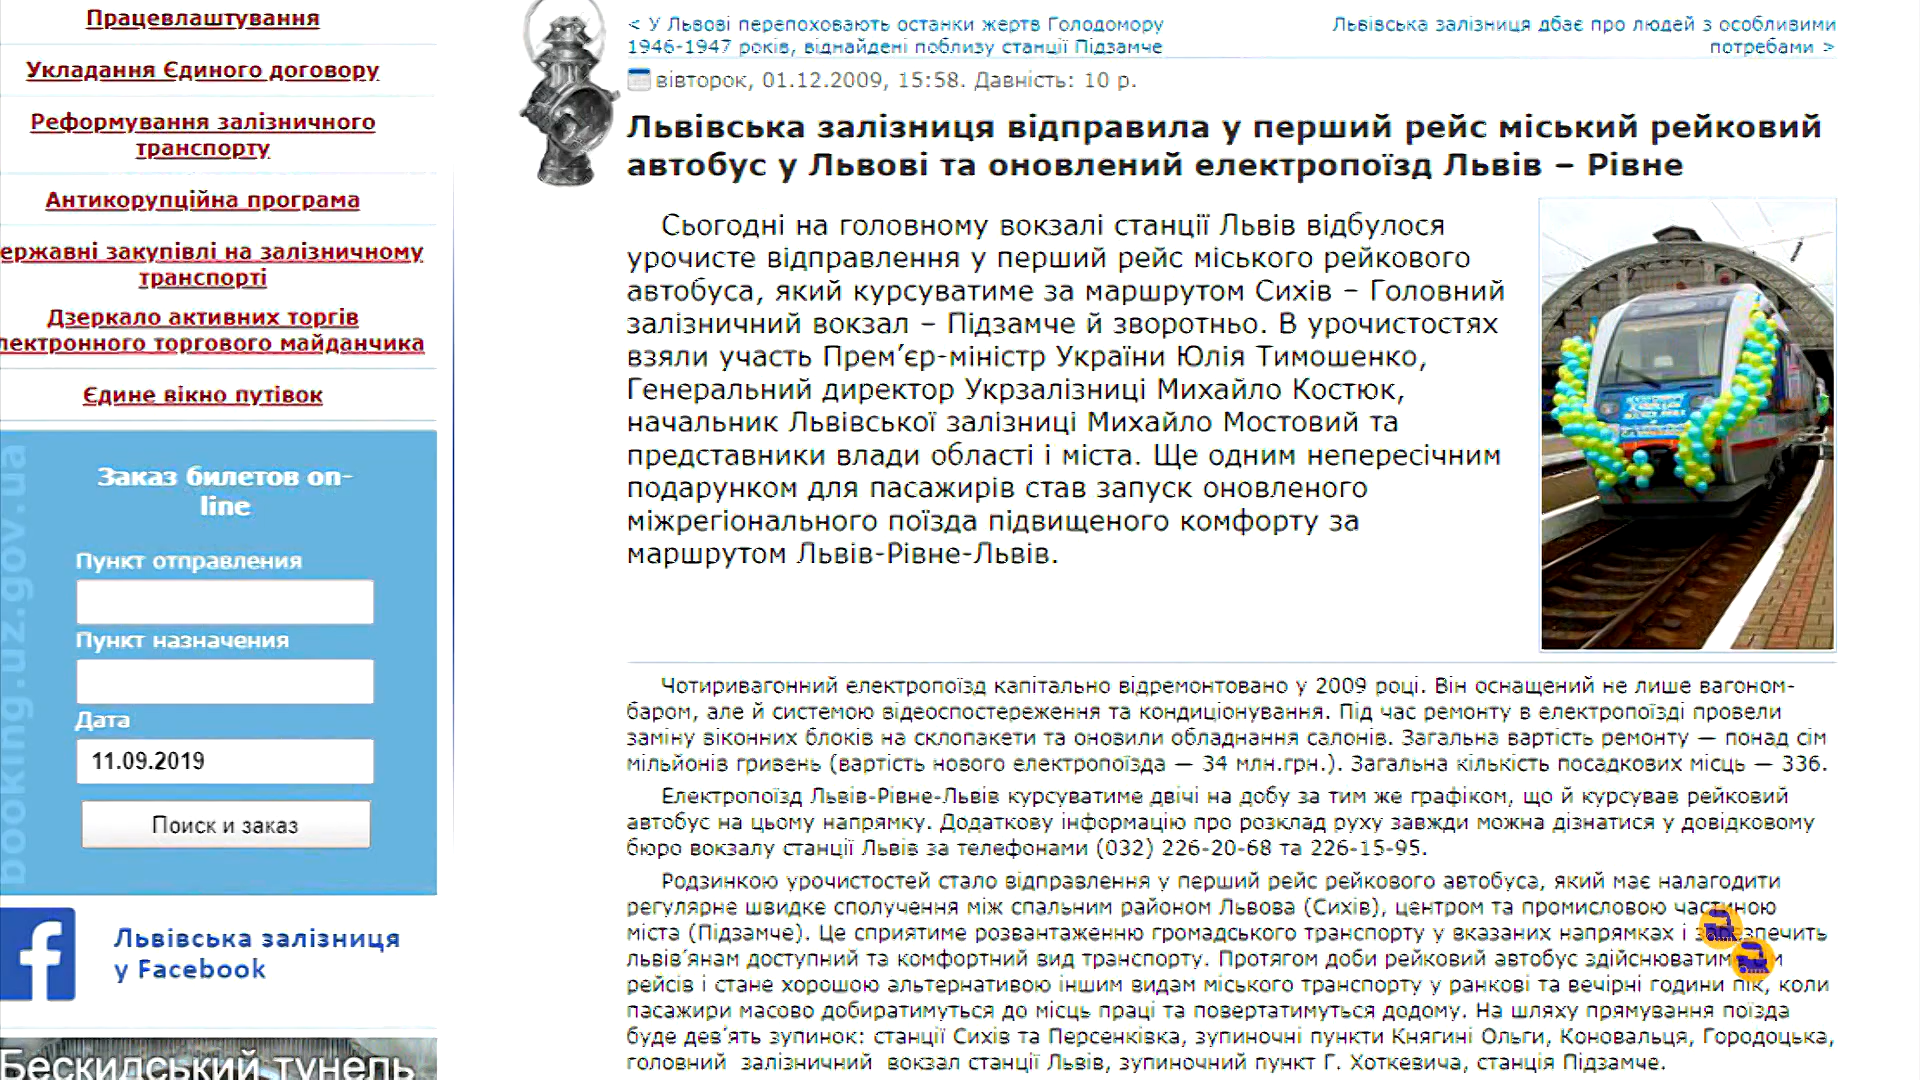 Працевлаштування
Укладання Єдиного договору
Реформування залізничного
транспорту
Антикорупційна програма
ержавні закупівлі на залізничному
транспорті
Дзеркало активних торгів
лектронного торгового майданчика
Єдине вікно путівок
booking.uz.gov.ua
Заказ билетов on-
line
Пункт отправления
Пункт назначения
Дата
11.09.2019
Поиск и заказ
Львівська залізниця
у Facebook
Бескидський тунель
< У Львові перепоховають останки жертв Голодомору
1946-1947 років, віднайдені поблизу станції Підзамче
Львівська залізниця дбає про людей з особливими
потребами >
вівторок, 01.12.2009, 15:58. Давність: 10 р.
Львівська залізниця відправила у перший рейс міський рейковий
автобус у Львові та оновлений електропоїзд Львів – Рівне
Сьогодні на головному вокзалі станції Львів відбулося
урочисте відправлення у перший рейс міського рейкового
автобуса, який курсуватиме за маршрутом Сихів – Головний
залізничний вокзал – Підзамче й зворотньо. В урочистостях
взяли участь Прем’єр-міністр України Юлія Тимошенко,
Генеральний директор Укрзалізниці Михайло Костюк,
начальник Львівської залізниці Михайло Мостовий та
представники влади області і міста. Ще одним непересічним
подарунком для пасажирів став запуск оновленого
міжрегіонального поїзда підвищеного комфорту за
маршрутом Львів-Рівне-Львів.
Чотиривагонний електропоїзд капітально відремонтовано у 2009 році. Він оснащений не лише вагоном-
баром, але й системою відеоспостереження та кондиціонування. Під час ремонту в електропоїзді провели
заміну віконних блоків на склопакети та оновили обладнання салонів. Загальна вартість ремонту — понад сім
мільйонів гривень (вартість нового електропоїзда — 34 млн.грн.). Загальна кількість посадкових місць — 336.
Електропоїзд Львів-Рівне-Львів курсуватиме двічі на добу за тим же графіком, що й курсував рейковий
автобус на цьому напрямку. Додаткову інформацію про розклад руху завжди можна дізнатися у довідковому
бюро вокзалу станції Львів за телефонами (032) 226-20-68 та 226-15-95.
Родзинкою урочистостей стало відправлення у перший рейс рейкового автобуса, який має налагодити
регулярне швидке сполучення між спальним районом Львова (Сихів), центром та промисловою частиною
міста (Підзамче). Це сприятиме розвантаженню громадського транспорту у вказаних напрямках і
львів’янам доступний та комфортний вид транспорту. Протягом доби рейковий автобус
рейсів і стане хорошою альтернативою іншим видам міського транспорту у ранкові та вечірні години пік, коли
пасажири масово добиратимуться до місць праці та повертатимуться додому. На шляху прямування поїзда
буде дев’ять зупинок: станції Сихів та Персенківка, зупиночні пункти Княгині Ольги, Коновальця, Городоцька,
головний залізничний вокзал станції Львів, зупиночний пункт Г. Хоткевича, станція Підзамче.